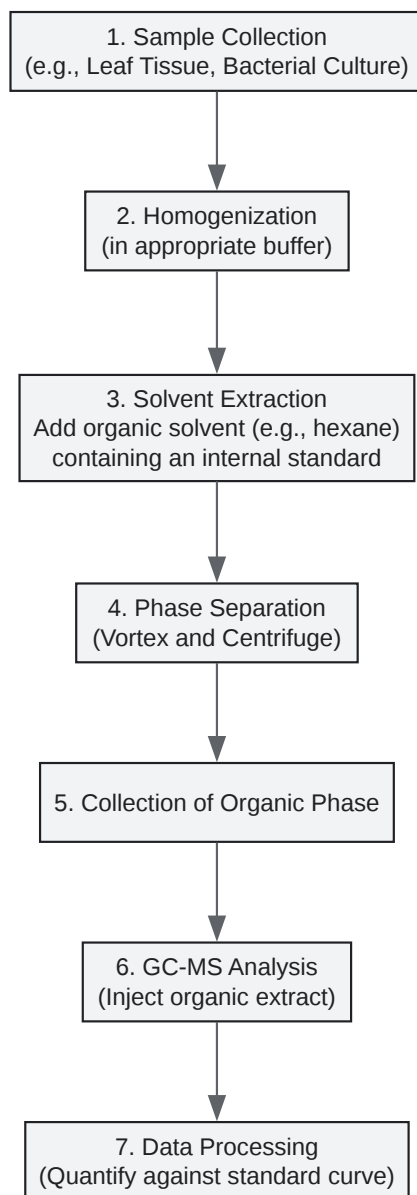 1. Sample Collection
(e.g., Leaf Tissue, Bacterial Culture)
2. Homogenization
(in appropriate buffer)
3. Solvent Extraction
Add organic solvent (e.g., hexane)
containing an internal standard
4. Phase Separation
(Vortex and Centrifuge)
5. Collection of Organic Phase
6. GC-MS Analysis
(Inject organic extract)
7. Data Processing
(Quantify against standard curve)